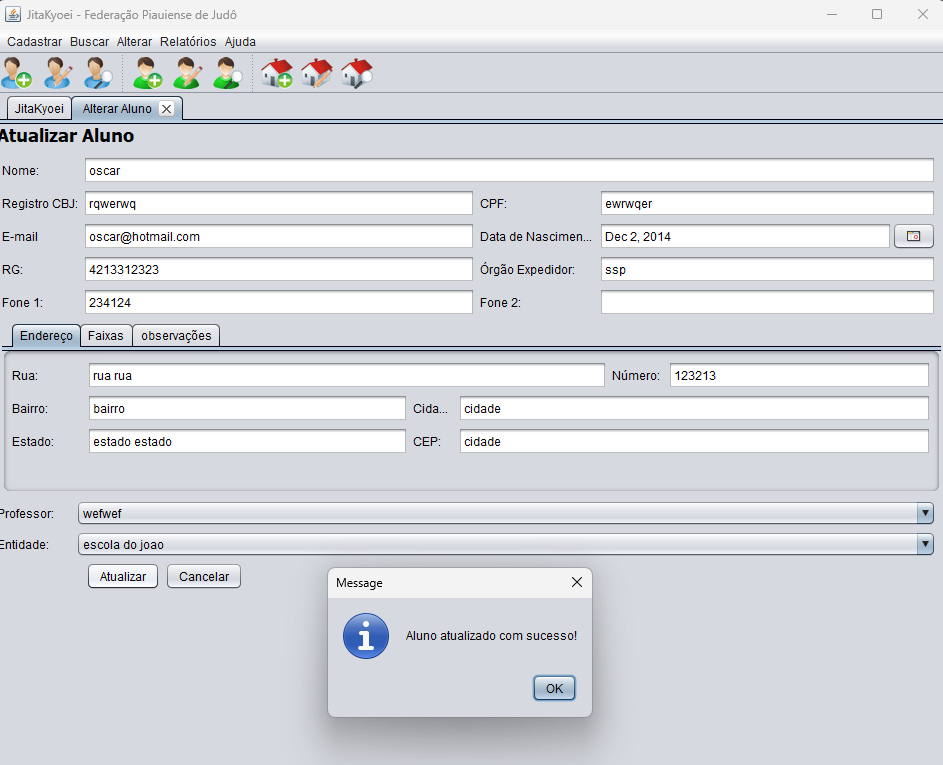 JitaKyoei - Federação Piauiense de Judô
Cadastrar Buscar Alterar Relatórios Ajuda
JitaKyoei Alterar Aluno
Atualizar Aluno
Nome: oscar
Registro CBJ: rqwerwq CPF: ewrwqer
E-mail oscar@hotmail.com Data de Nascimen... Dec 2, 2014
RG: 4213312323 Órgão Expedidor: ssp
Fone 1: 234124 Fone 2:
Endereço Faixas observações
Rua: rua rua Número: 123213
Bairro: bairro Cida... cidade
Estado: estado estado CEP: cidade
Professor: wefwef
Entidade: escola do joao
Atualizar Cancelar
Message
Aluno atualizado com sucesso!
OK